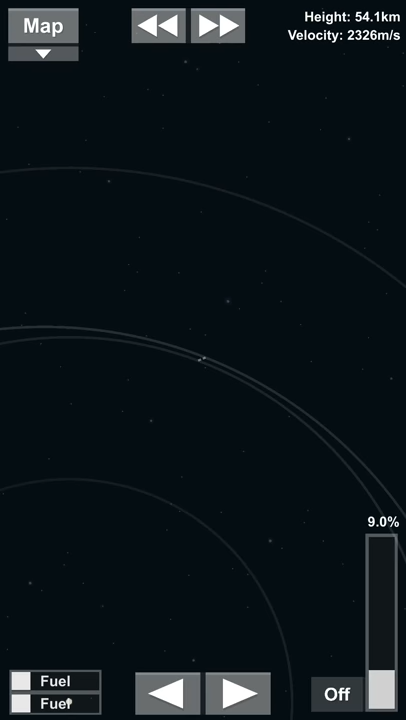 Map
Height: 54.1km
Velocity: 2326m/s
9.0%
Fuel
Fuel
Off